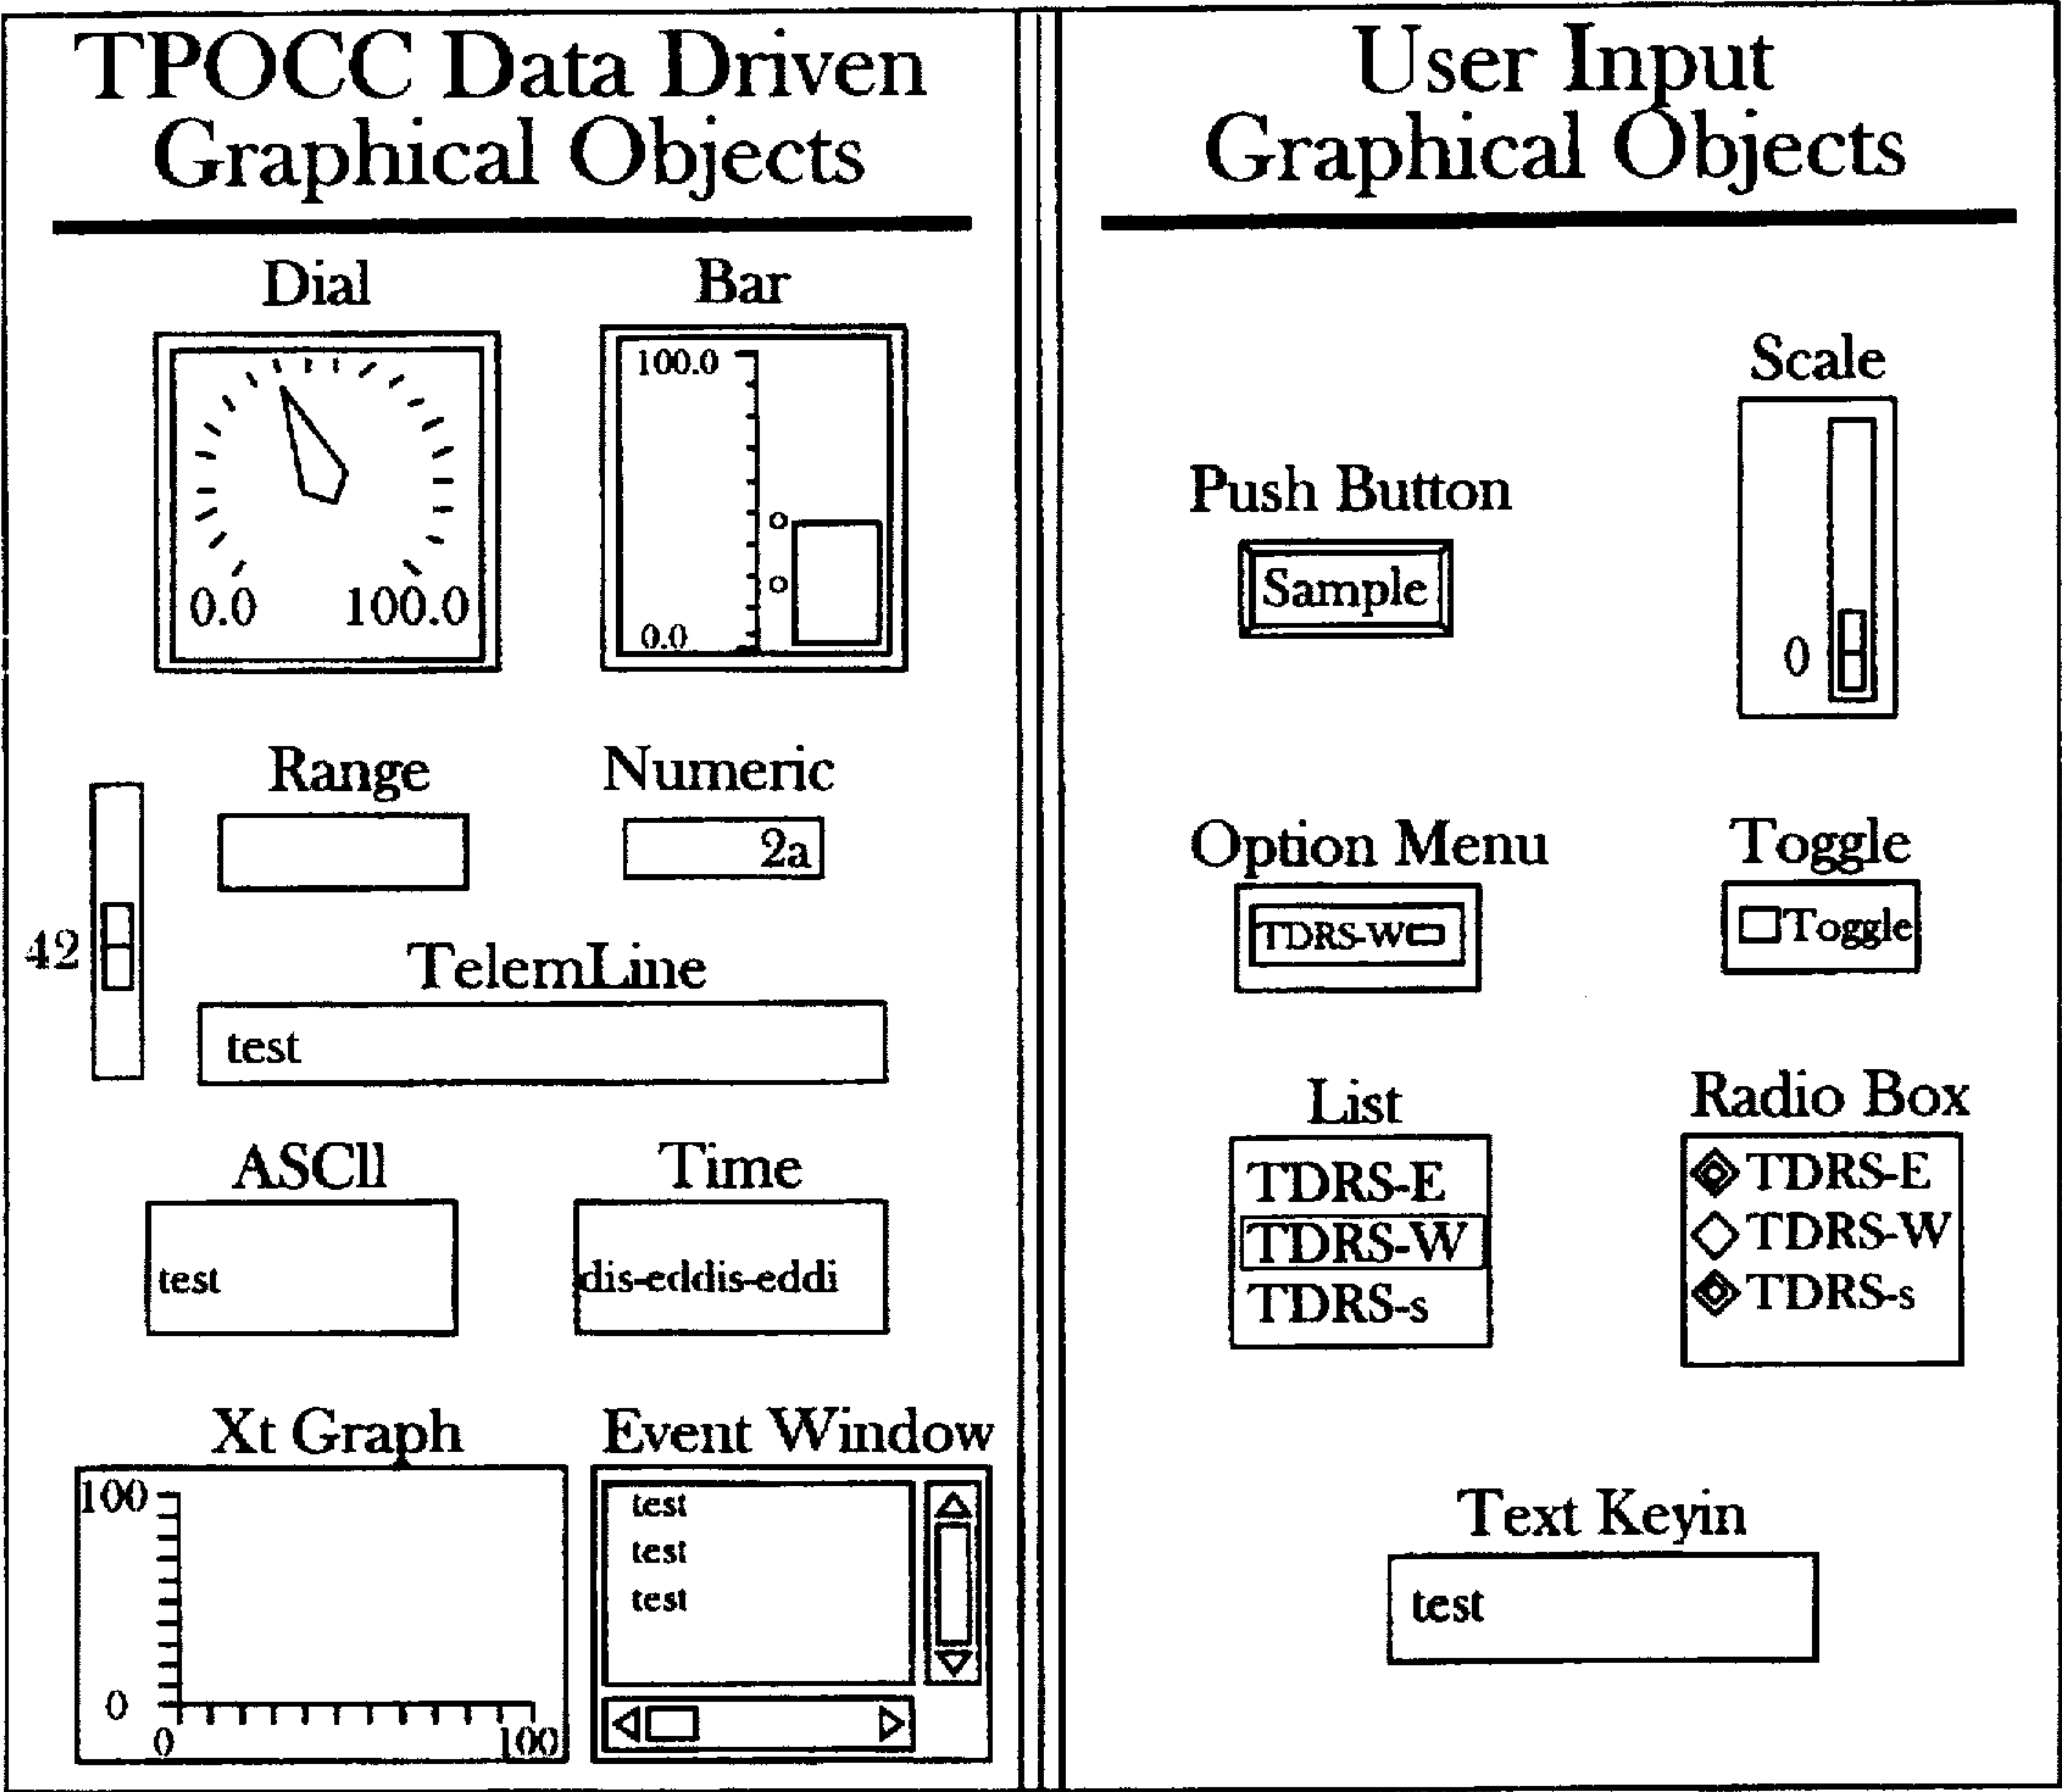 TPOCC Data Driven
Graphical Objects
Dial
Bar
0.0
100.0
100.0
0.0
Range
Numeric
2a
42
TelemLine
test
ASCll
Time
test
dis-eddis-eddi
Xt Graph
Event Window
100
0
0
100
test
test
test
User Input
Graphical Objects
Scale
0
Push Button
Sample
Option Menu
Toggle
TDRS-W
Toggle
List
Radio Box
TDRS-E
TDRS-W
TDRS-s
TDRS-E
TDRS-W
TDRS-s
Text Keyin
test